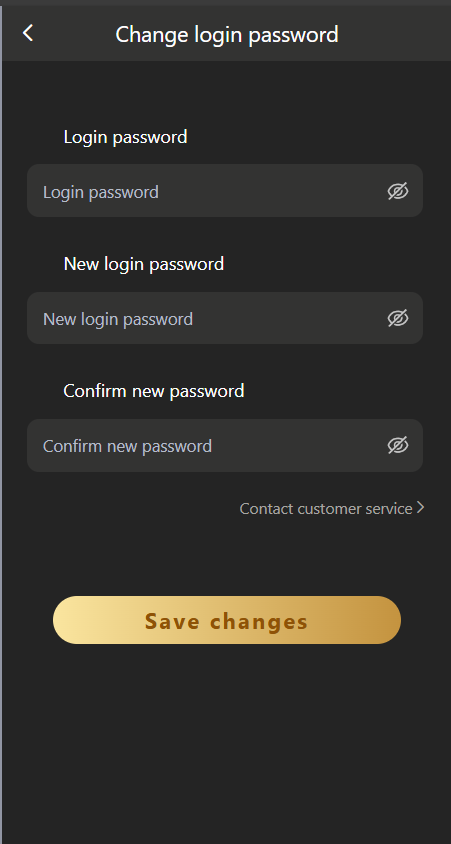 Change login password
Login password
Login password
New login password
New login password
Confirm new password
Confirm new password
Contact customer service
Save changes